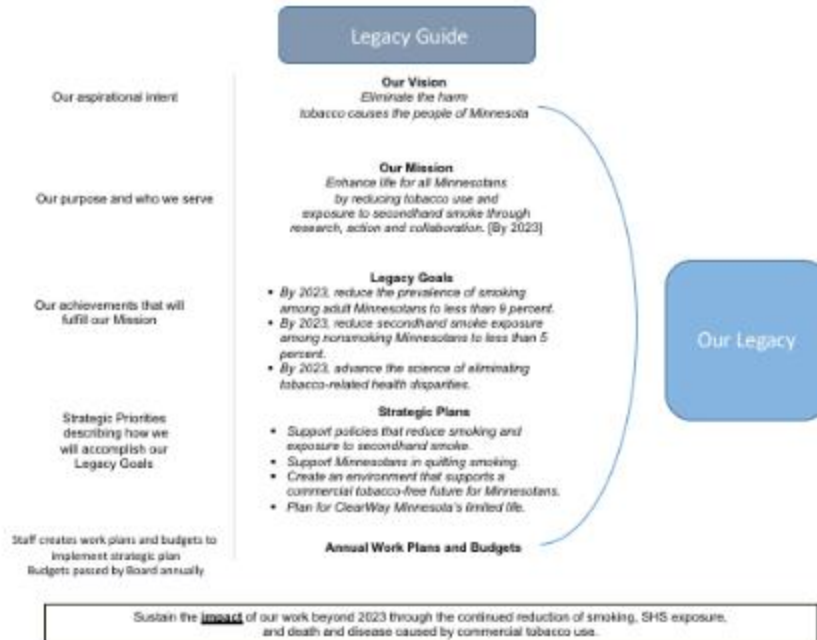 Legacy Guide
Our aspirational intent
Our Vision
Eliminate the harm
tobacco causes the people of Minnesota
Our purpose and who we serve
Our Mission
Enhance life for all Minnesotans
by reducing tobacco use and
exposure to secondhand smoke through
research, action and collaboration. [By 2023]
Our achievements that will
fulfill our Mission
Legacy Goals
• By 2023, reduce the prevalence of smoking
among adult Minnesotans to less than 9 percent.
• By 2023, reduce secondhand smoke exposure
among nonsmoking Minnesotans to less than 5
percent.
• By 2023, advance the science of eliminating
tobacco-related health disparities.
Strategic Priorities
describing how we
will accomplish our
Legacy Goals
Strategic Plans
• Support policies that reduce smoking and
exposure to secondhand smoke.
• Support Minnesotans in quitting smoking.
• Create an environment that supports a
commercial tobacco-free future for Minnesotans.
• Plan for ClearWay Minnesota's limited life.
Staff creates work plans and budgets to
implement strategic plan
Budgets passed by Board annually
Annual Work Plans and Budgets
Our Legacy
Sustain the impact of our work beyond 2023 through the continued reduction of smoking, SHS exposure,
and death and disease caused by commercial tobacco use.